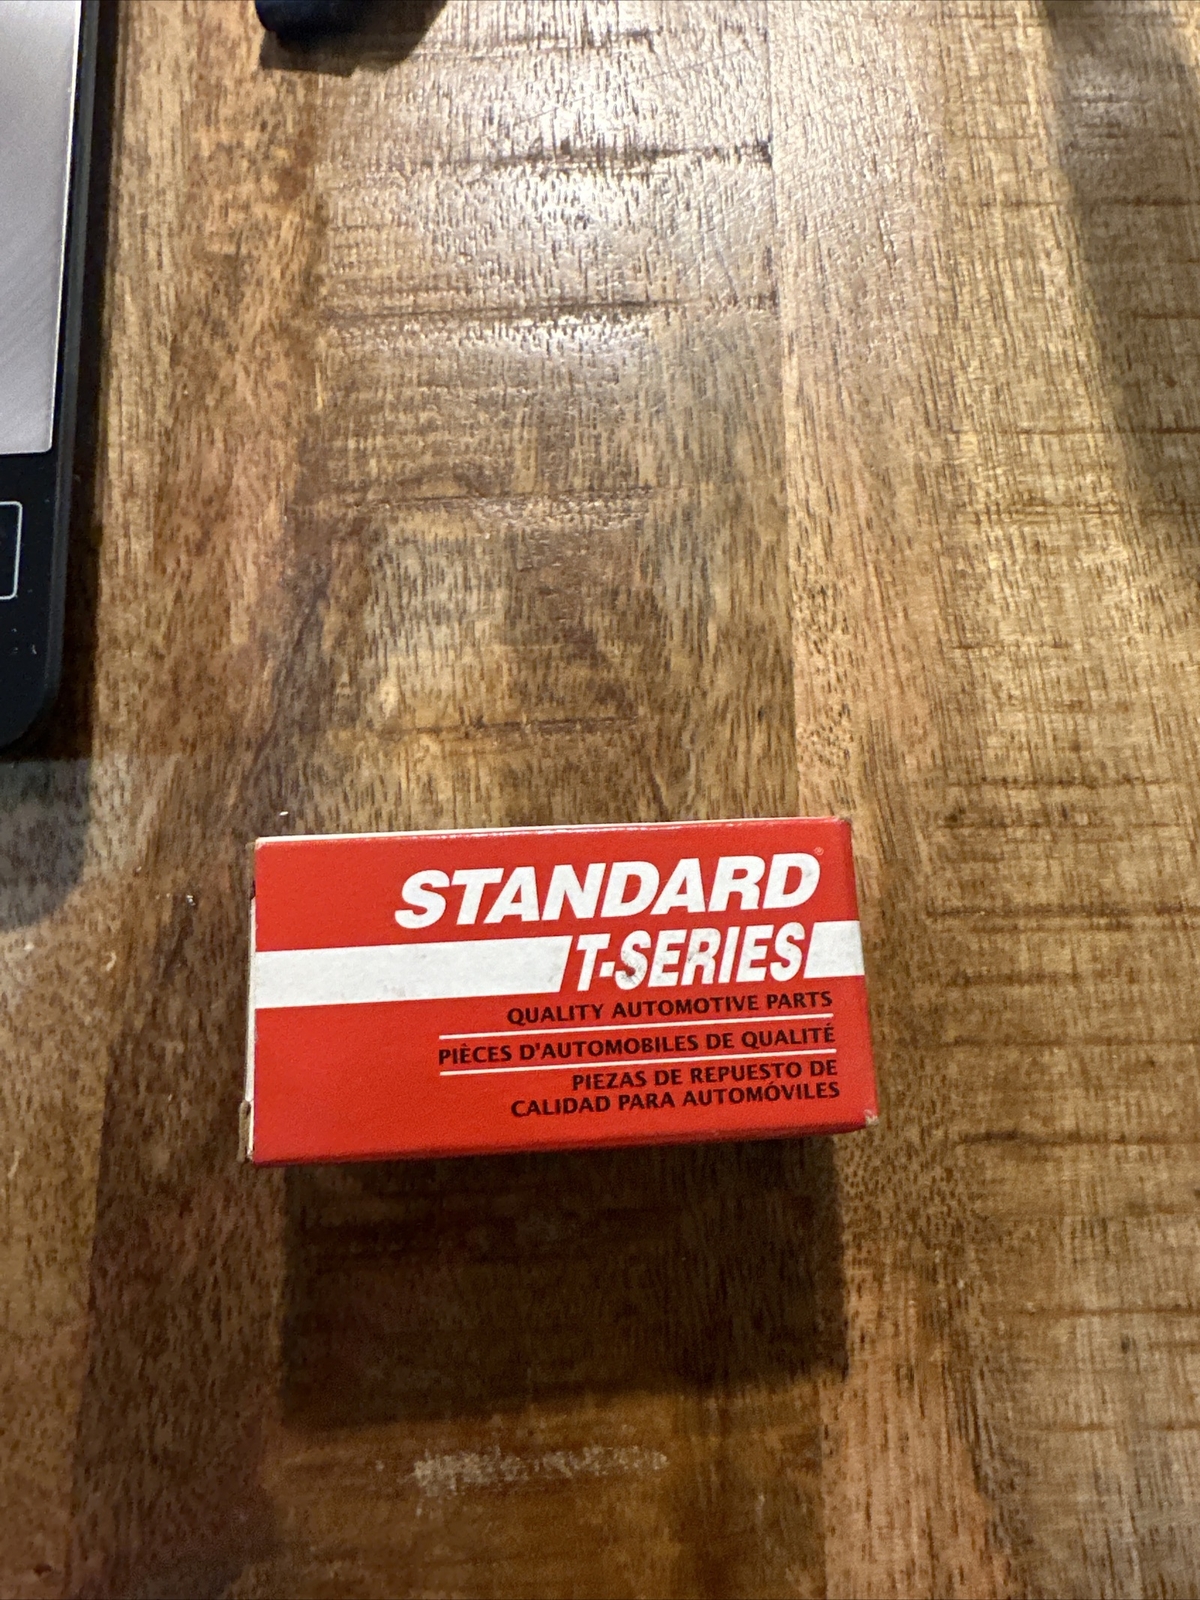 STANDARD®
T-SERIES
QUALITY AUTOMOTIVE PARTS
PIÈCES D'AUTOMOBILES DE QUALITÉ
PIEZAS DE REPUESTO DE
CALIDAD PARA AUTOMÓVILES